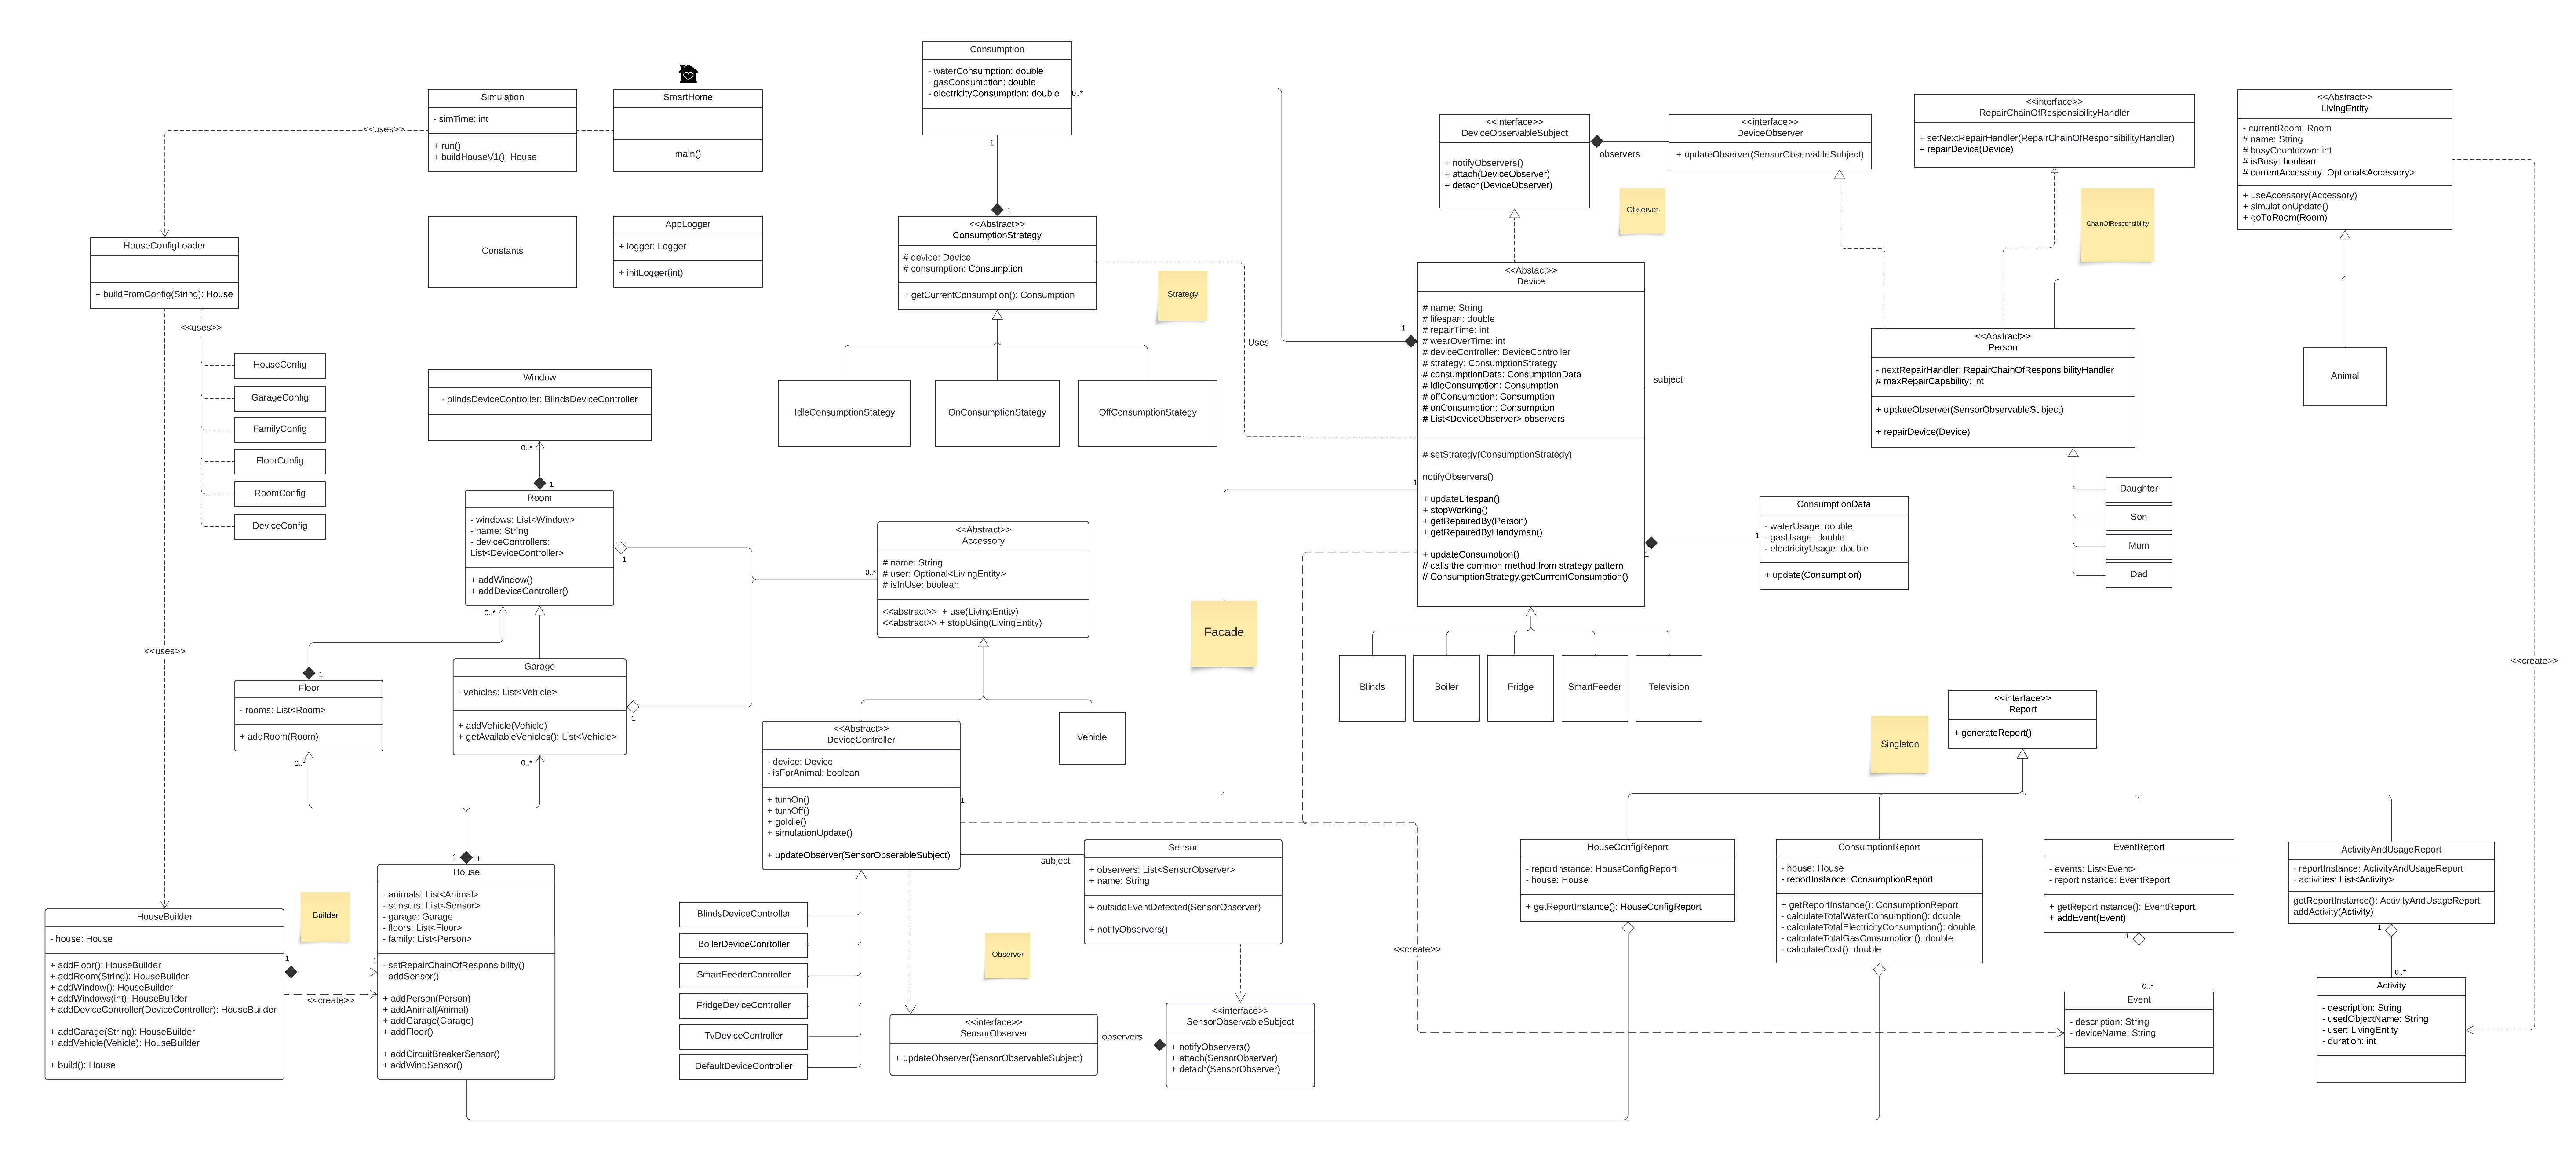 Simulation
- simTime: int
+ run()
+ buildHouseV1(): House
SmartHome
main()
<<uses>>
HouseConfigLoader
+ buildFromConfig(String): House
Constants
AppLogger
+ logger: Logger
+ initLogger(int)
<<uses>>
HouseConfig
GarageConfig
FamilyConfig
FloorConfig
RoomConfig
DeviceConfig
<<uses>>
Consumption
- waterConsumption: double
- gasConsumption: double
- electricityConsumption: double
0..*
1
1
<<Abstract>>
ConsumptionStrategy
# device: Device
# consumption: Consumption
+ getCurrentConsumption(): Consumption
Strategy
Uses
IdleConsumptionStategy
OnConsumptionStategy
OffConsumptionStategy
Window
- blindsDeviceController: BlindsDeviceController
0..*
1
Room
- windows: List<Window>
- name: String
- deviceControllers:
List<DeviceController>
+ addWindow()
+ addDeviceController()
1
0..*
1
Floor
- rooms: List<Room>
+ addRoom(Room)
0..*
Garage
- vehicles: List<Vehicle>
+ addVehicle(Vehicle)
+ getAvailableVehicles(): List<Vehicle>
1
0..*
<<Abstract>>
Accessory
# name: String
# user: Optional<LivingEntity>
# isInUse: boolean
<<abstract>> + use(LivingEntity)
<<abstract>> + stopUsing(LivingEntity)
0..*
Vehicle
<<Abstract>>
DeviceController
- device: Device
- isForAnimal: boolean
+ turnOn()
+ turnOff()
+ goIdle()
+ simulationUpdate()
+ updateObserver(SensorObserableSubject)
1
Facade
BlindsDeviceController
BoilerDeviceConrtoller
SmartFeederController
FridgeDeviceController
TvDeviceController
DefaultDeviceController
subject
Sensor
+ observers: List<SensorObserver>
+ name: String
+ outsideEventDetected(SensorObserver)
+ notifyObservers()
Observer
<<interface>>
SensorObserver
+ updateObserver(SensorObservableSubject)
observers
<<interface>>
SensorObservableSubject
+ notifyObservers()
+ attach(SensorObserver)
+ detach(SensorObserver)
1
1
House
- animals: List<Animal>
- sensors: List<Sensor>
- garage: Garage
- floors: List<Floor>
- family: List<Person>
- setRepairChainOfResponsibility()
- addSensor()
+ addPerson(Person)
+ addAnimal(Animal)
+ addGarage(Garage)
+ addFloor()
+ addCircuitBreakerSensor()
+ addWindSensor()
Builder
HouseBuilder
- house: House
+ addFloor(): HouseBuilder
+ addRoom(String): HouseBuilder
+ addWindow(): HouseBuilder
+ addWindows(int): HouseBuilder
+ addDeviceController(DeviceController): HouseBuilder
+ addGarage(String): HouseBuilder
+ addVehicle(Vehicle): HouseBuilder
+ build(): House
1
1
<<create>>
<<interface>>
DeviceObservableSubject
+ notifyObservers()
+ attach(DeviceObserver)
+ detach(DeviceObserver)
observers
<<interface>>
DeviceObserver
+ updateObserver(SensorObservableSubject)
Observer
<<interface>>
RepairChainOfResponsibilityHandler
+ setNextRepairHandler(RepairChainOfResponsibilityHandler)
+ repairDevice(Device)
ChainOfResponsibility
<<Abstract>>
LivingEntity
- currentRoom: Room
# name: String
# busyCountdown: int
# isBusy: boolean
# currentAccessory: Optional<Accessory>
+ useAccessory(Accessory)
+ simulationUpdate()
+ goToRoom(Room)
<<Abstact>>
Device
# name: String
# lifespan: double
# repairTime: int
# wearOverTime: int
# deviceController: DeviceController
# strategy: ConsumptionStrategy
# consumptionData: ConsumptionData
# idleConsumption: Consumption
# offConsumption: Consumption
# onConsumption: Consumption
# List<DeviceObserver> observers
# setStrategy(ConsumptionStrategy)
notifyObservers()
+ updateLifespan()
+ stopWorking()
+ getRepairedBy(Person)
+ getRepairedByHandyman()
+ updateConsumption()
// calls the common method from strategy pattern
// ConsumptionStrategy.getCurrrentConsumption()
1
1
1
subject
<<Abstract>>
Person
- nextRepairHandler: RepairChainOfResponsibilityHandler
# maxRepairCapability: int
+ updateObserver(SensorObservableSubject)
+ repairDevice(Device)
Animal
Daughter
Son
Mum
Dad
1
ConsumptionData
- waterUsage: double
- gasUsage: double
- electricityUsage: double
+ update(Consumption)
Blinds
Boiler
Fridge
SmartFeeder
Television
<<create>>
<<interface>>
Report
+ generateReport()
Singleton
HouseConfigReport
- reportInstance: HouseConfigReport
- house: House
+ getReportInstance(): HouseConfigReport
ConsumptionReport
- house: House
- reportInstance: ConsumptionReport
+ getReportInstance(): ConsumptionReport
- calculateTotalWaterConsumption(): double
- calculateTotalElectricityConsumption(): double
- calculateTotalGasConsumption(): double
- calculateCost(): double
EventReport
- events: List<Event>
- reportInstance: EventReport
+ getReportInstance(): EventReport
+ addEvent(Event)
1
0..*
ActivityAndUsageReport
- reportInstance: ActivityAndUsageReport
- activities: List<Activity>
getReportInstance(): ActivityAndUsageReport
addActivity(Activity)
1
0..*
<<create>>
Event
- description: String
- deviceName: String
Activity
- description: String
- usedObjectName: String
- user: LivingEntity
- duration: int